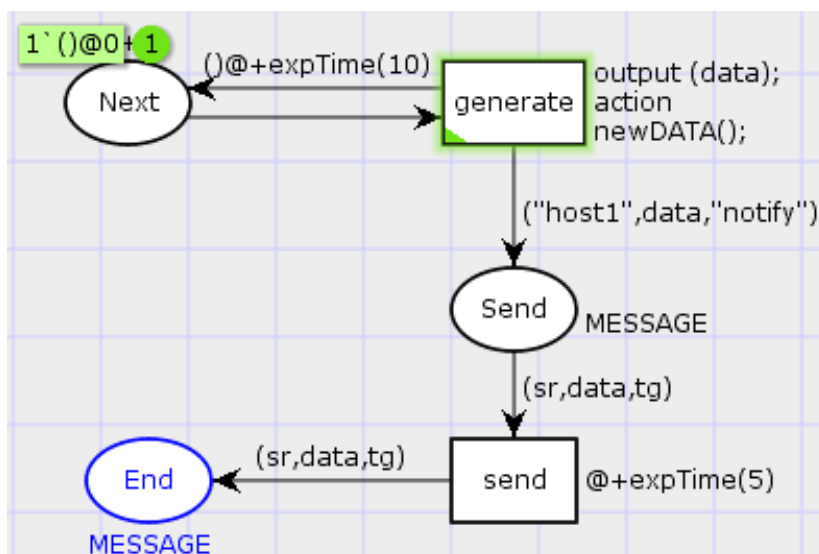 1`()@0+ 1
()@+expTime(10)
Next
generate
output (data);
action
newDATA();
("host1",data,"notify")
Send
MESSAGE
(sr,data,tg)
(sr,data,tg)
End
send
@+expTime(5)
MESSAGE